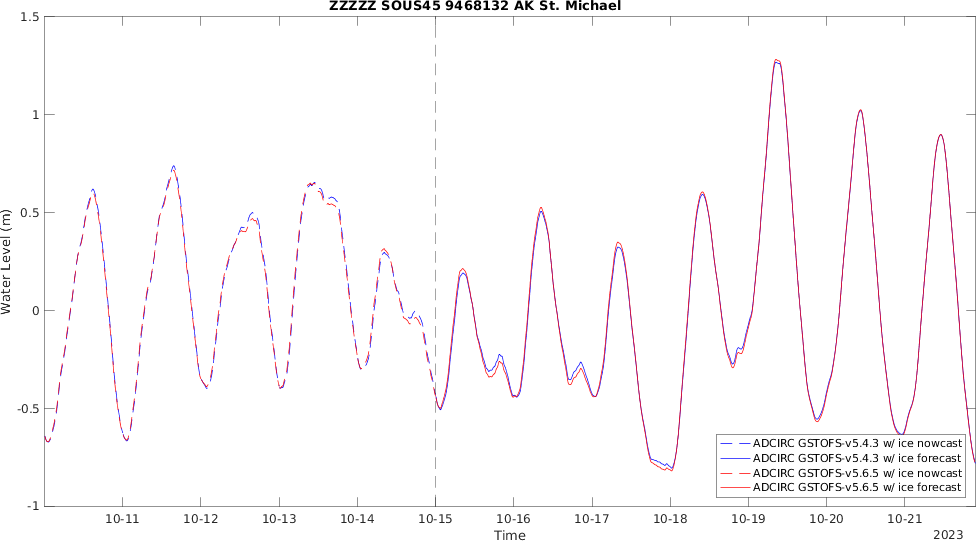 ZZZZZ SOUS45 9468132 AK St. Michael
1.5
1
0.5
0
-0.5
-1
Water Level (m)
10-11
10-12
10-13
10-14
10-15
10-16
10-17
10-18
10-19
10-20
10-21
Time
2023
ADCIRC GSTOFS-v5.4.3 w/ ice nowcast
ADCIRC GSTOFS-v5.4.3 w/ ice forecast
ADCIRC GSTOFS-v5.6.5 w/ ice nowcast
ADCIRC GSTOFS-v5.6.5 w/ ice forecast